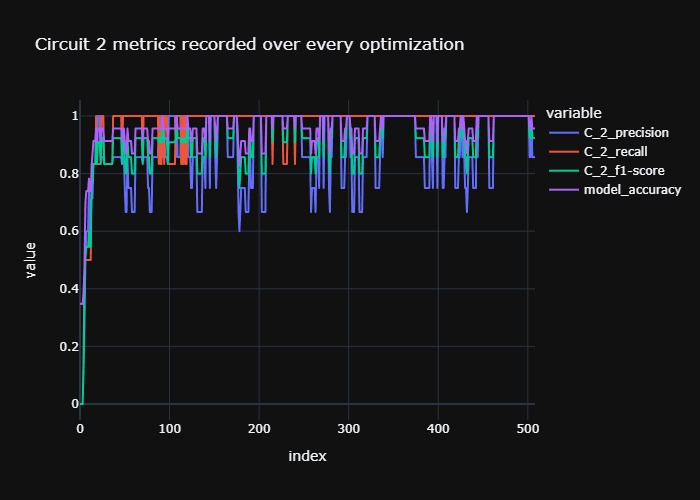 Circuit 2 metrics recorded over every optimization
variable
C_2_precision
C_2_recall
C_2_f1-score
model_accuracy
value
1
0.8
0.6
0.4
0.2
0
0 100 200 300 400 500
index